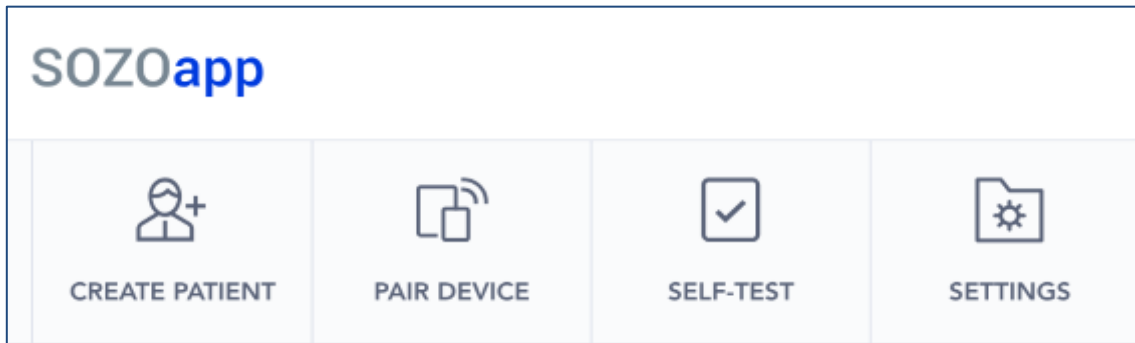 SOZOapp
CREATE PATIENT
PAIR DEVICE
SELF-TEST
SETTINGS